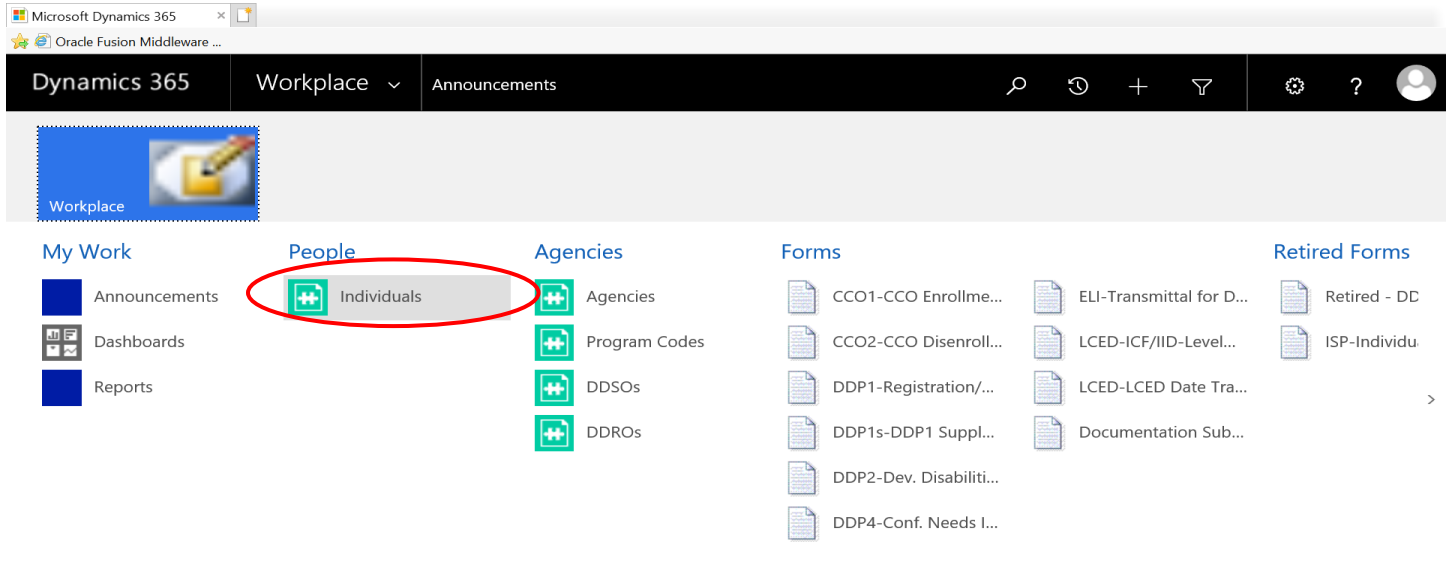 Microsoft Dynamics 365
Oracle Fusion Middleware ...
Dynamics 365 Workplace Announcements
Workplace
My Work People Agencies Forms Retired Forms
Announcements Individuals Agencies CCO1-CCO Enrollme... ELI-Transmittal for D... Retired - DD
Dashboards Program Codes CCO2-CCO Disenroll... LCED-ICF/IID-Level... ISP-Individu
Reports DDSOs DDP1-Registration/... LCED-LCED Date Tra...
DDROs DDP1s-DDP1 Suppl... Documentation Sub...
DDP2-Dev. Disabiliti...
DDP4-Conf. Needs I...